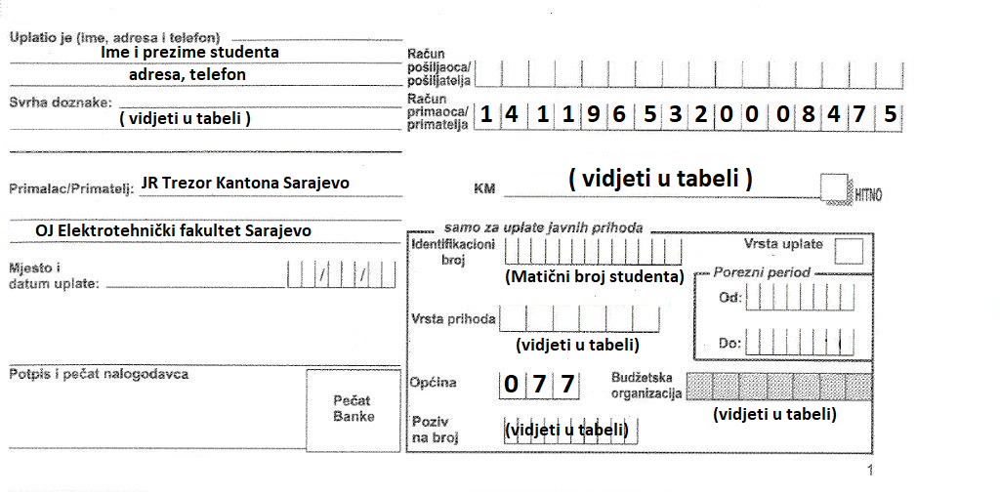 Uplatio je (ime, adresa i telefon)
Ime i prezime studenta
adresa, telefon
Svrha doznake:
( vidjeti u tabeli )
Primalac/Primatelj: JR Trezor Kantona Sarajevo
OJ Elektrotehnički fakultet Sarajevo
Mjesto i
datum uplate: / /
Potpis i pečat nalogodavca
Pečat
Banke
Račun
pošiljaoca/
pošiljatelja
Račun
primaoca/
primatelja
1 4 1 1 9 6 5 3 2 0 0 0 8 4 7 5
KM ( vidjeti u tabeli )
HITNO
samo za uplate javnih prihoda
Identifikacioni
broj
(Matični broj studenta)
Vrsta uplate
Porezni period
Od:
Do:
Vrsta prihoda
(vidjeti u tabeli)
Općina 0 7 7
Budžetska
organizacija
(vidjeti u tabeli)
Poziv
na broj
(vidjeti u tabeli)
1